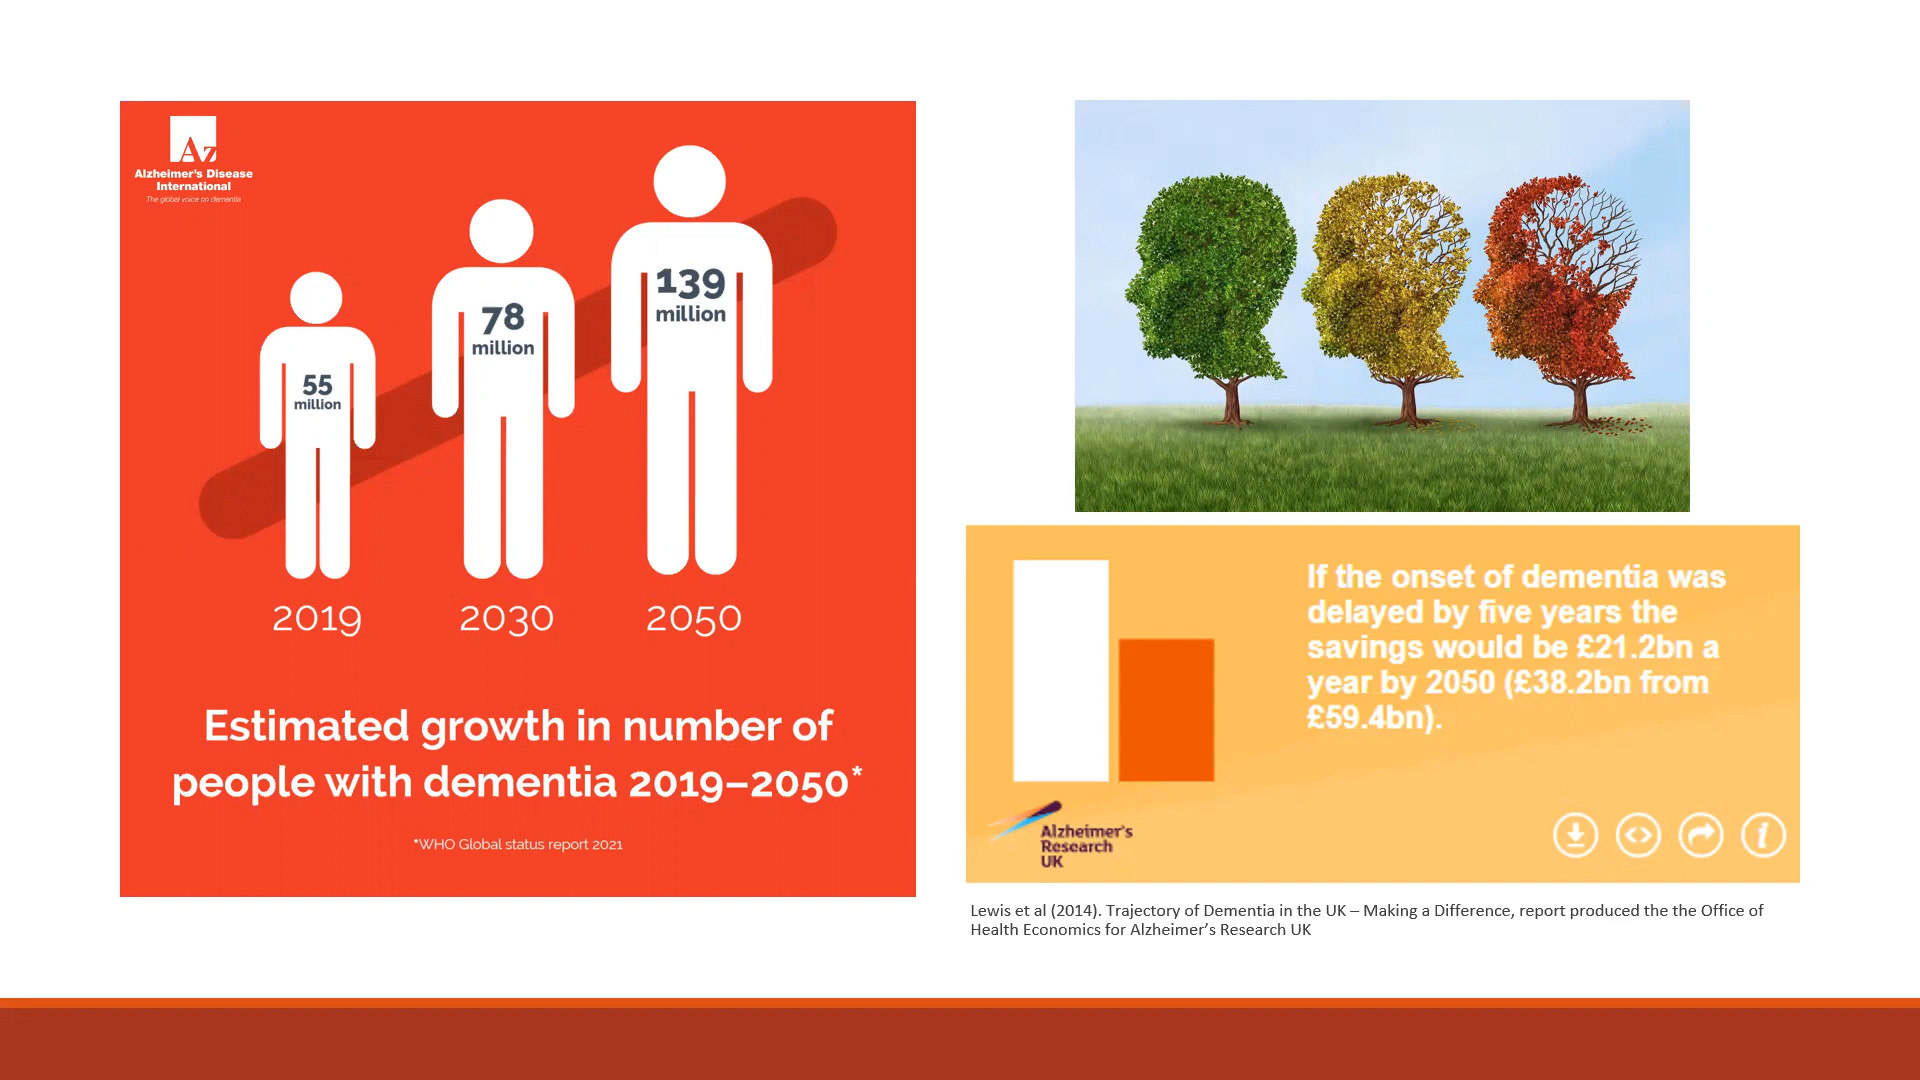 Az
Alzheimer's Disease
International
The global voice on dementia
55
million
78
million
139
million
2019
2030
2050
Estimated growth in number of
people with dementia 2019–2050*
*WHO Global status report 2021
If the onset of dementia was
delayed by five years the
savings would be £21.2bn a
year by 2050 (£38.2bn from
£59.4bn).
Alzheimer's
Research
UK
i
Lewis et al (2014). Trajectory of Dementia in the UK – Making a Difference, report produced the the Office of
Health Economics for Alzheimer's Research UK